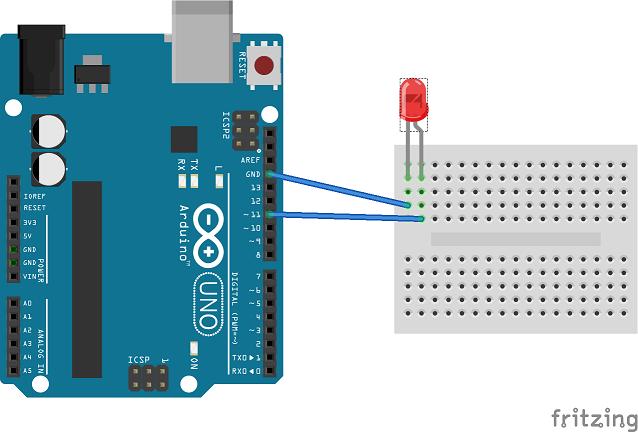 RESET
ICSP2
AREF
GND
13
12
RX
TX
L
~11
~10
~9
8
Arduino™
IOREF
RESET
3V3
5V
GND
GND
VIN
POWER
UNO
DIGITAL (PWM=~)
7
~6
~5
4
~3
2
TX0▶1
RX0◀0
A0
A1
A2
A3
A4
A5
ANALOG IN
ICSP
1
ON
fritzing